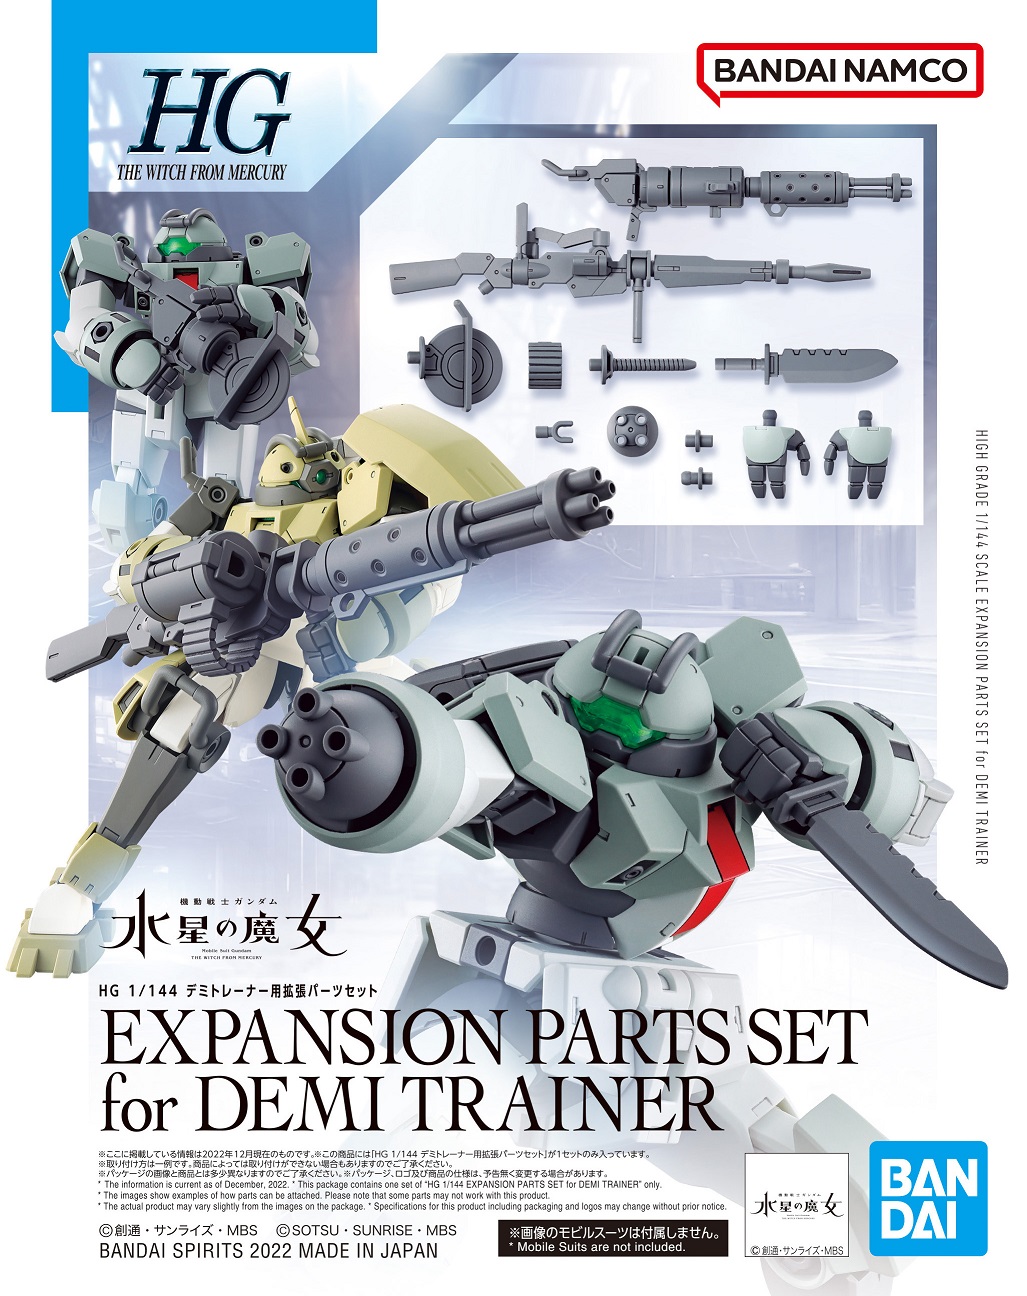 BANDAI NAMCO
HG
THE WITCH FROM MERCURY
HIGH GRADE 1/144 SCALE EXPANSION PARTS SET for DEMI TRAINER
機動戦士ガンダム
水星の魔女
Mobile Suit Gundam
THE WITCH FROM MERCURY
HG 1/144 デミトレーナー用拡張パーツセット
EXPANSION PARTS SET
for DEMI TRAINER
※ここに掲載している情報は2022年12月現在のものです。※この商品には「HG 1/144 デミトレーナー用拡張パーツセット」が1セットのみ入っています。
※取り付け方は一例です。商品によっては取り付けができない場合もありますのでご了承ください。
※パッケージの画像と商品とは多少異なりますのでご了承ください。※パッケージ、ロゴ及び商品の仕様は、予告無く変更する場合があります。
* The information is current as of December, 2022. * This package contains one set of "HG 1/144 EXPANSION PARTS SET for DEMI TRAINER" only.
* The images show examples of how parts can be attached. Please note that some parts may not work with this product.
* The actual product may vary slightly from the images on the package. * Specifications for this product including packaging and logos may change without prior notice.
©創通・サンライズ・MBS ©SOTSU・SUNRISE・MBS
BANDAI SPIRITS 2022 MADE IN JAPAN
※画像のモビルスーツは付属しません。
* Mobile Suits are not included.
機動戦士ガンダム
水星の魔女
©創通・サンライズ・MBS
BAN
DAI